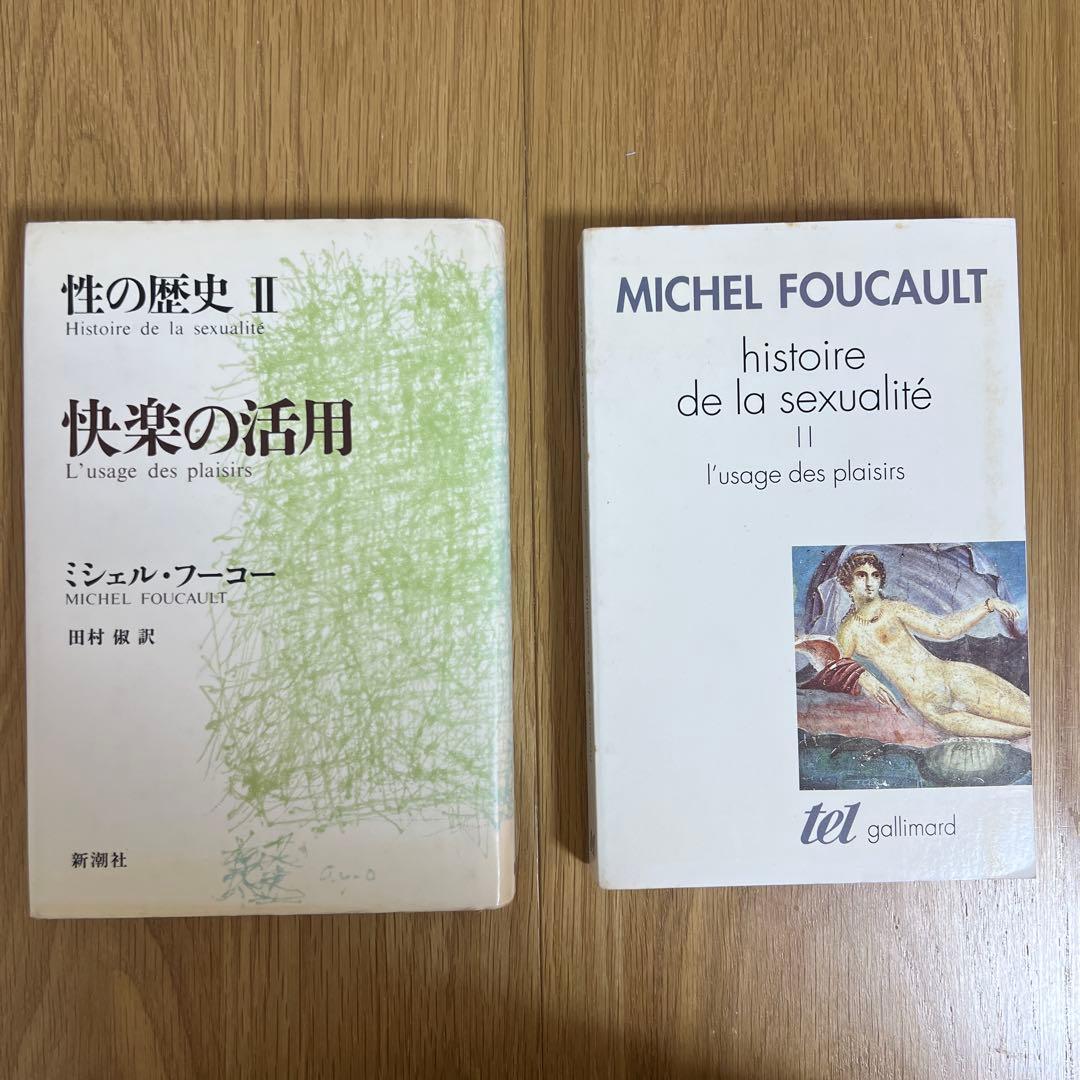 性の歴史 II
Histoire de la sexualité
快楽の活用
L'usage des plaisirs
ミシェル・フーコー
MICHEL FOUCAULT
田村 俶 訳
新潮社
MICHEL FOUCAULT
histoire
de la sexualité
II
l'usage des plaisirs
tel gallimard